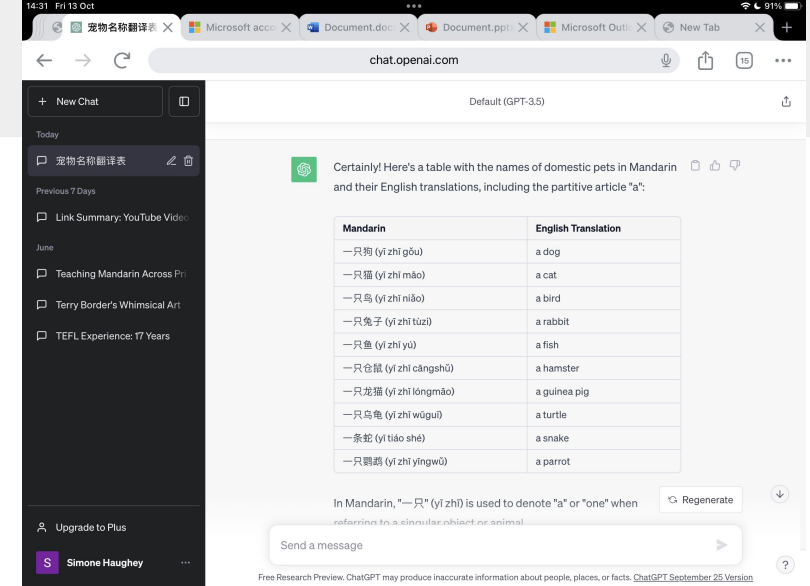 14:31 Fri 13 Oct
91%
宠物名称翻译表
Microsoft acco
Document.doc
Document.ppt
Microsoft Outl
New Tab
chat.openai.com
15
+ New Chat
Default (GPT-3.5)
Today
宠物名称翻译表
Previous 7 Days
Link Summary: YouTube Video
June
Teaching Mandarin Across Pri
Terry Border's Whimsical Art
TEFL Experience: 17 Years
Upgrade to Plus
S Simone Haughey
Certainly! Here's a table with the names of domestic pets in Mandarin
and their English translations, including the partitive article "a":
Mandarin English Translation
一只狗 (yī zhī gǒu) a dog
一只猫 (yī zhī māo) a cat
一只鸟 (yī zhī niǎo) a bird
一只兔子 (yī zhī tùzi) a rabbit
一只鱼 (yī zhī yú) a fish
一只仓鼠 (yī zhī cāngshǔ) a hamster
一只龙猫 (yī zhī lóngmāo) a guinea pig
一只乌龟 (yī zhī wūguī) a turtle
一条蛇 (yī tiáo shé) a snake
一只鹦鹉 (yī zhī yīngwǔ) a parrot
In Mandarin, "一只" (yī zhī) is used to denote "a" or "one" when
referring to a singular object or animal
Regenerate
Send a message
Free Research Preview. ChatGPT may produce inaccurate information about people, places, or facts. ChatGPT September 25 Version
?